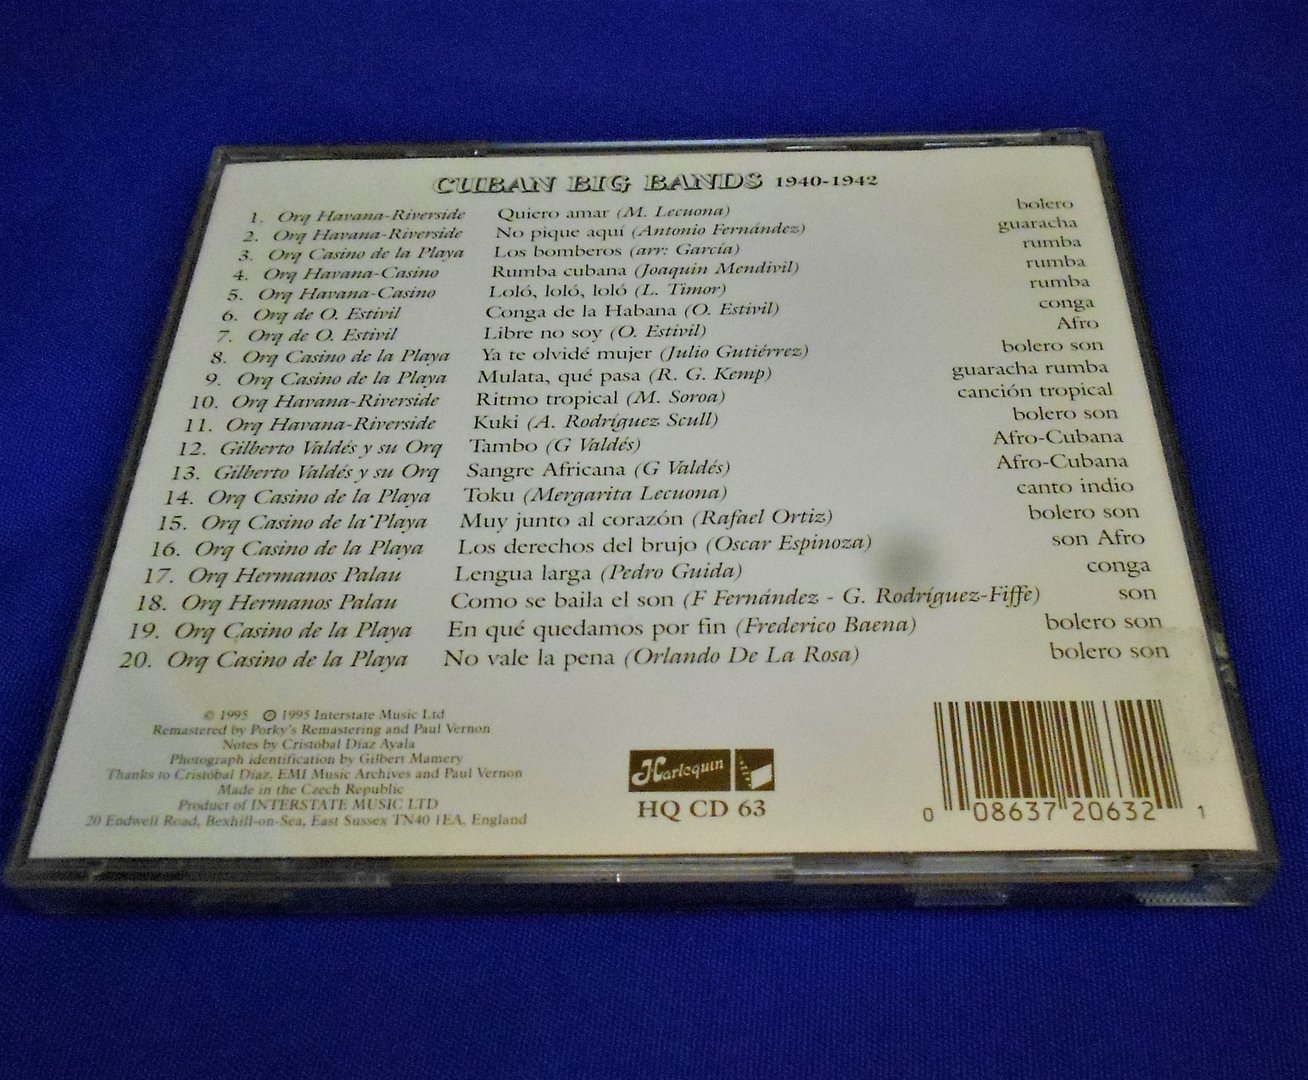 CUBAN BIG BANDS 1940-1942
1. Orq Havana-Riverside Quiero amar (M. Lecuona) bolero
2. Orq Havana-Riverside No pique aquí (Antonio Fernández) guaracha
3. Orq Casino de la Playa Los bomberos (arr: García) rumba
4. Orq Havana-Casino Rumba cubana (Joaquin Mendivil) rumba
5. Orq Havana-Casino Loló, loló, loló (L. Timor) rumba
6. Orq de O. Estivil Conga de la Habana (O. Estivil) conga
7. Orq de O. Estivil Libre no soy (O. Estivil) Afro
8. Orq Casino de la Playa Ya te olvidé mujer (Julio Gutiérrez) bolero son
9. Orq Casino de la Playa Mulata, qué pasa (R. G. Kemp) guaracha rumba
10. Orq Havana-Riverside Ritmo tropical (M. Soroa) canción tropical
11. Orq Havana-Riverside Kuki (A. Rodríguez Scull) bolero son
12. Gilberto Valdés y su Orq Tambo (G Valdés) Afro-Cubana
13. Gilberto Valdés y su Orq Sangre Africana (G Valdés) Afro-Cubana
14. Orq Casino de la Playa Toku (Mergarita Lecuona) canto indio
15. Orq Casino de la Playa Muy junto al corazón (Rafael Ortiz) bolero son
16. Orq Casino de la Playa Los derechos del brujo (Oscar Espinoza) son Afro
17. Orq Hermanos Palau Lengua larga (Pedro Guida) conga
18. Orq Hermanos Palau Como se baila el son (F Fernández - G. Rodríguez-Fiffe) son
19. Orq Casino de la Playa En qué quedamos por fin (Frederico Baena) bolero son
20. Orq Casino de la Playa No vale la pena (Orlando De La Rosa) bolero son
© 1995 ℗ 1995 Interstate Music Ltd
Remastered by Porky's Remastering and Paul Vernon
Notes by Cristóbal Díaz Ayala
Photograph identification by Gilbert Mamery
Thanks to Cristóbal Díaz, EMI Music Archives and Paul Vernon
Made in the Czech Republic
Product of INTERSTATE MUSIC LTD
20 Endwell Road, Bexhill-on-Sea, East Sussex TN40 1EA, England
Harlequin
HQ CD 63
0 08637 20632 1